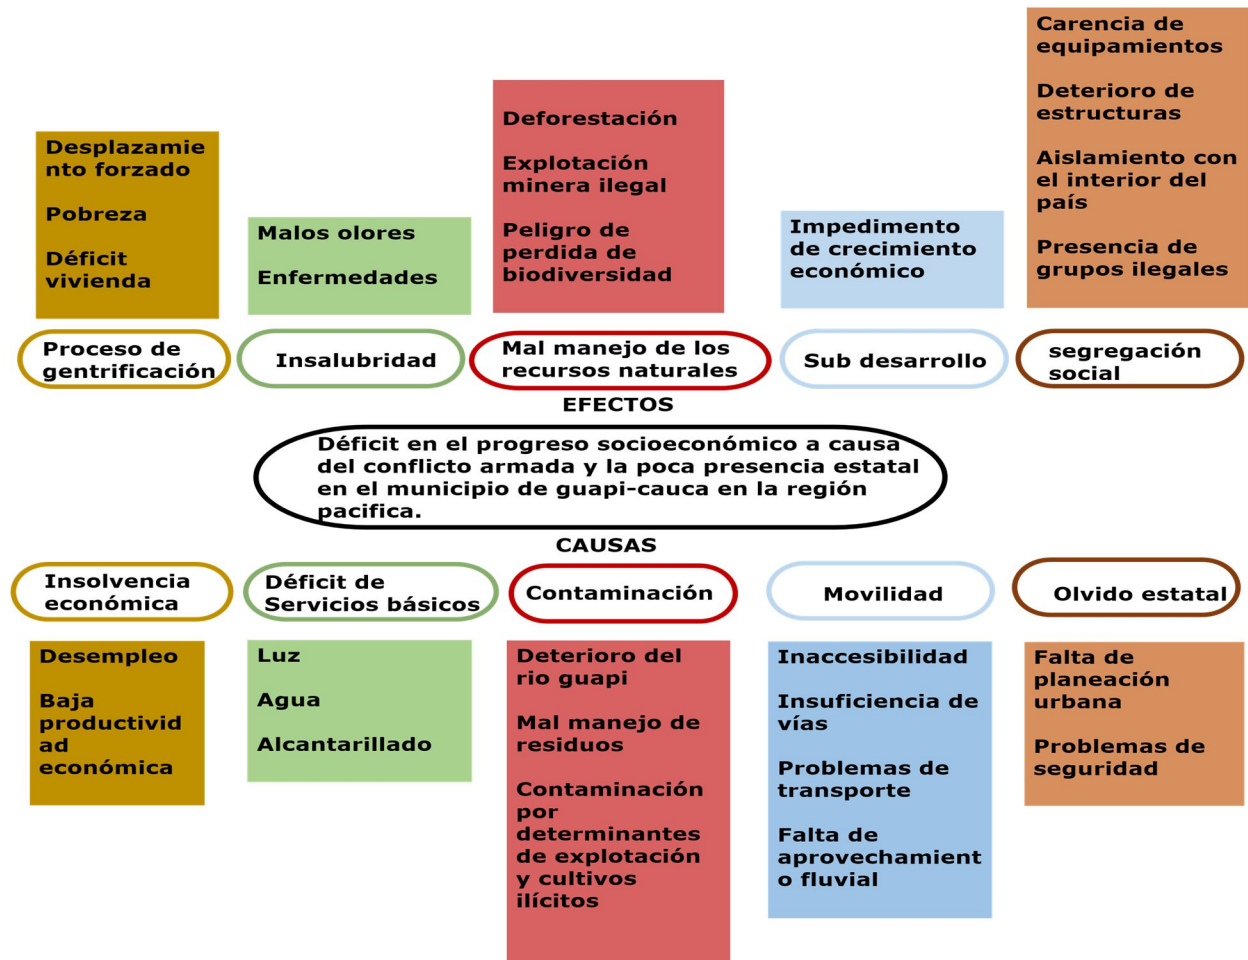 Desplazamie
nto forzado
Pobreza
Déficit
vivienda
Malos olores
Enfermedades
Deforestación
Explotación
minera ilegal
Peligro de
perdida de
biodiversidad
Impedimento
de crecimiento
económico
Carencia de
equipamientos
Deterioro de
estructuras
Aislamiento con
el interior del
país
Presencia de
grupos ilegales
Proceso de
gentrificación
Insalubridad
Mal manejo de los
recursos naturales
Sub desarrollo
segregación
social
EFECTOS
Déficit en el progreso socioeconómico a causa
del conflicto armada y la poca presencia estatal
en el municipio de guapi-cauca en la región
pacifica.
CAUSAS
Insolvencia
económica
Déficit de
Servicios básicos
Contaminación
Movilidad
Olvido estatal
Desempleo
Baja
productivid
ad
económica
Luz
Agua
Alcantarillado
Deterioro del
rio guapi
Mal manejo de
residuos
Contaminación
por
determinantes
de explotación
y cultivos
ilícitos
Inaccesibilidad
Insuficiencia de
vías
Problemas de
transporte
Falta de
aprovechamient
o fluvial
Falta de
planeación
urbana
Problemas de
seguridad